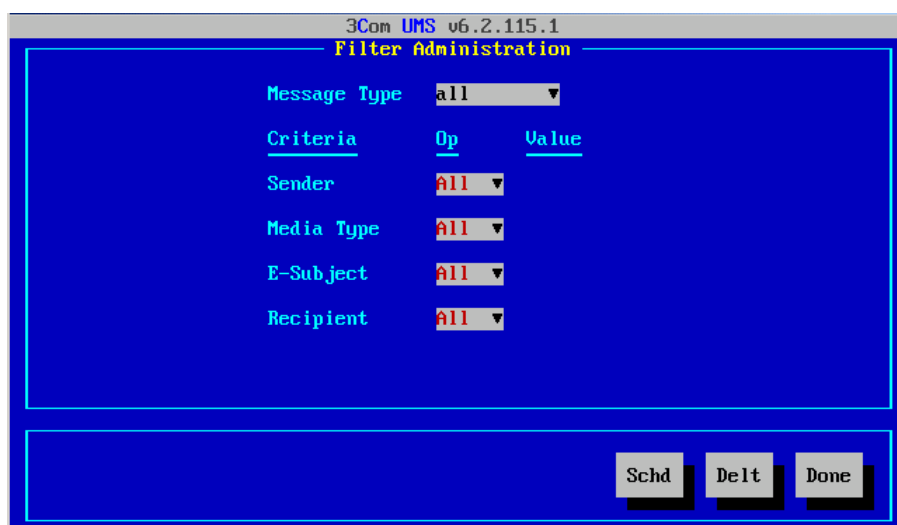 3Com UMS v6.2.115.1
Filter Administration
Message Type all
Criteria Op Value
Sender All
Media Type All
E-Subject All
Recipient All
Schd Delt Done